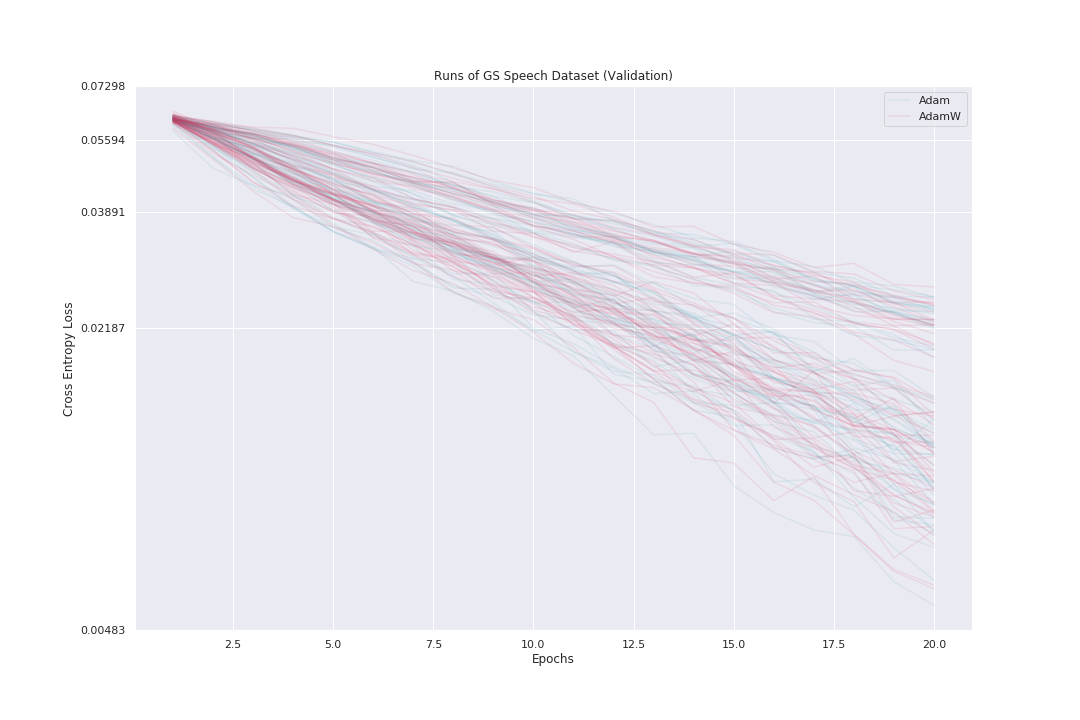 Runs of GS Speech Dataset (Validation)
0.07298
0.05594
0.03891
0.02187
0.00483
Cross Entropy Loss
Adam
AdamW
2.5 5.0 7.5 10.0 12.5 15.0 17.5 20.0
Epochs